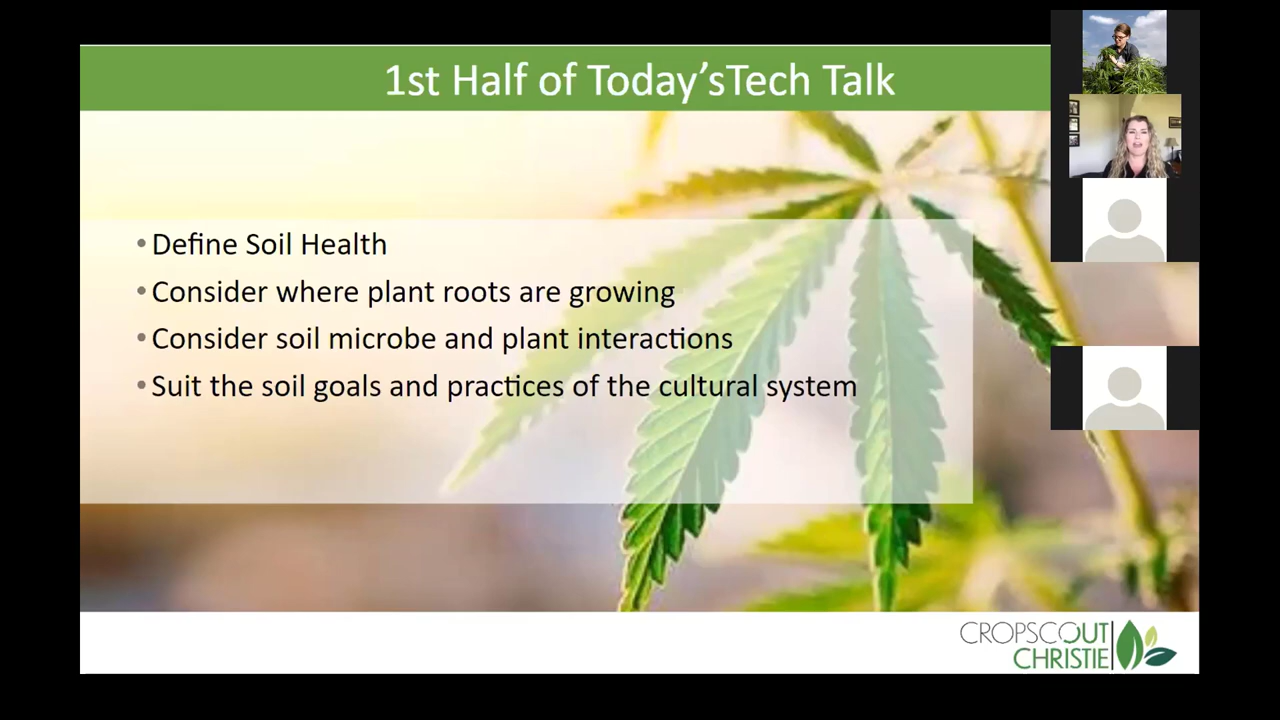 1st Half of Today'sTech Talk
• Define Soil Health
• Consider where plant roots are growing
• Consider soil microbe and plant interactions
• Suit the soil goals and practices of the cultural system
CROPSCOUT
CHRISTIE